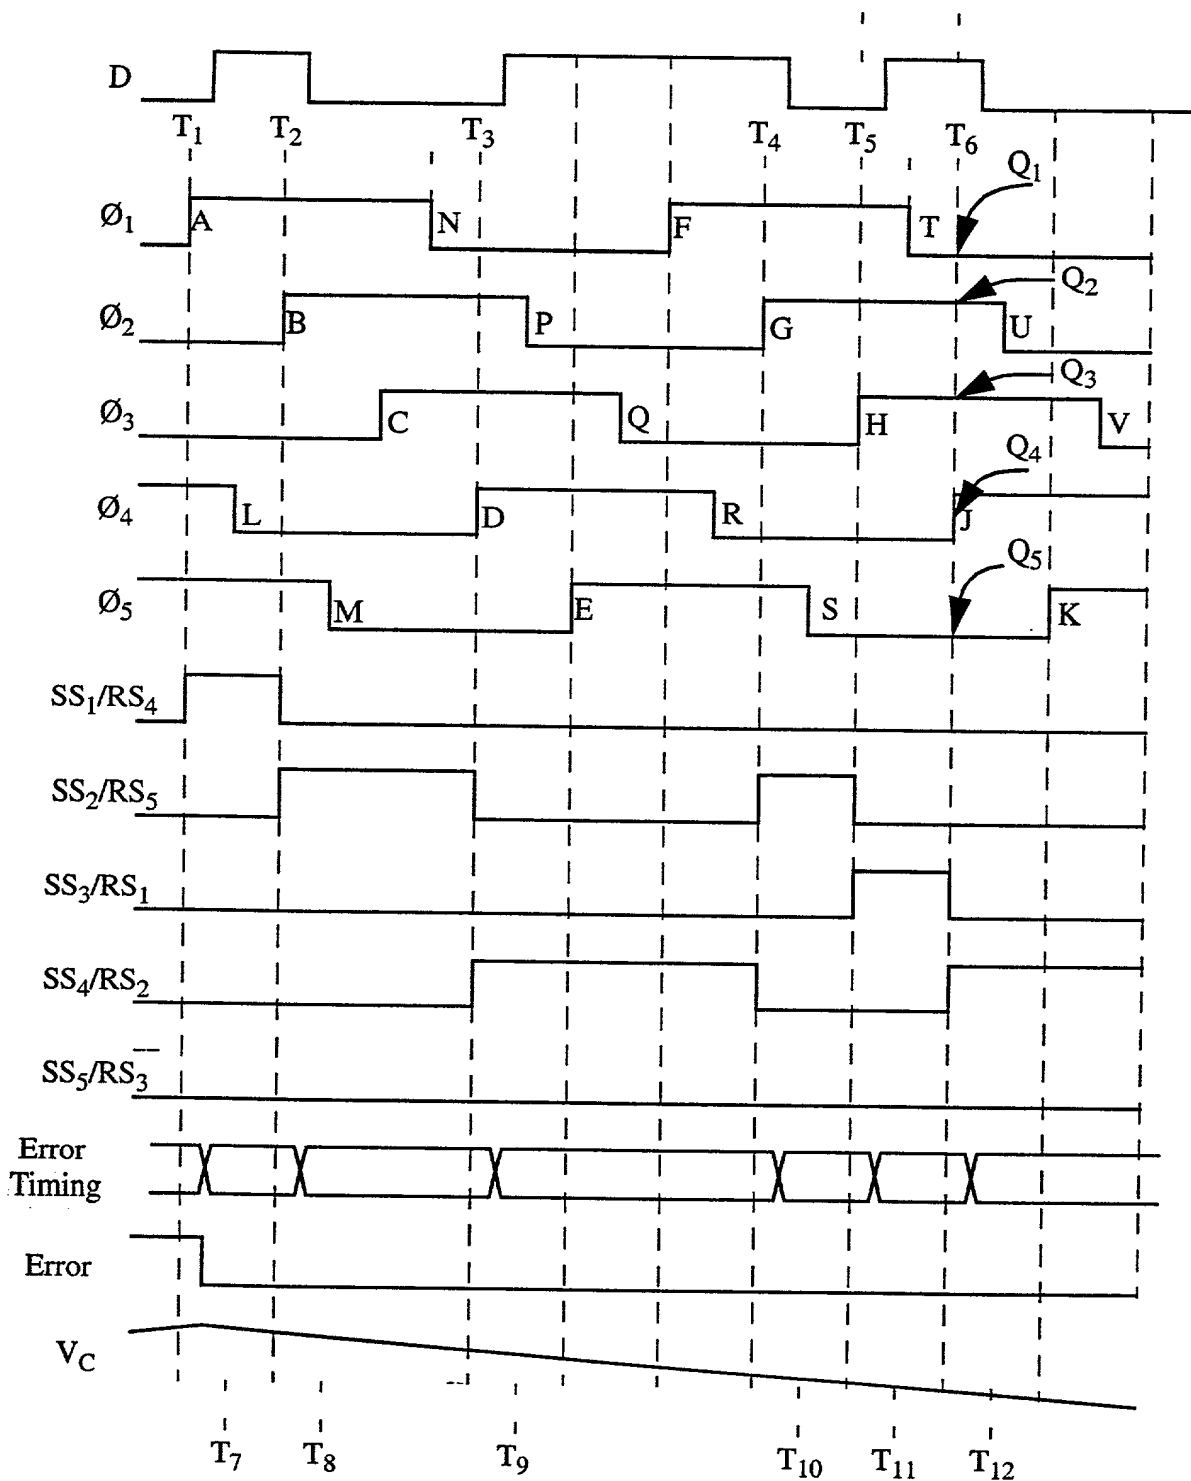 D
T₁ T₂ T₃ T₄ T₅ T₆
Q₁
Ø₁ A N F T
Q₂
Ø₂ B P G U
Q₃
Ø₃ C Q H V
Q₄
Ø₄ L D R J
Q₅
Ø₅ M E S K
SS₁/RS₄
SS₂/RS₅
SS₃/RS₁
SS₄/RS₂
SS₅/RS₃
Error
Timing
Error
V_C
T₇ T₈ T₉ T₁₀ T₁₁ T₁₂